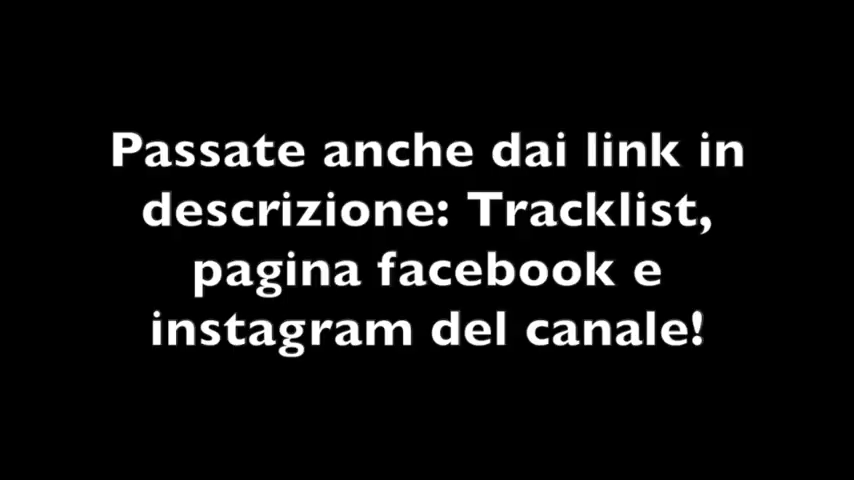 Passate anche dai link in
descrizione: Tracklist,
pagina facebook e
instagram del canale!